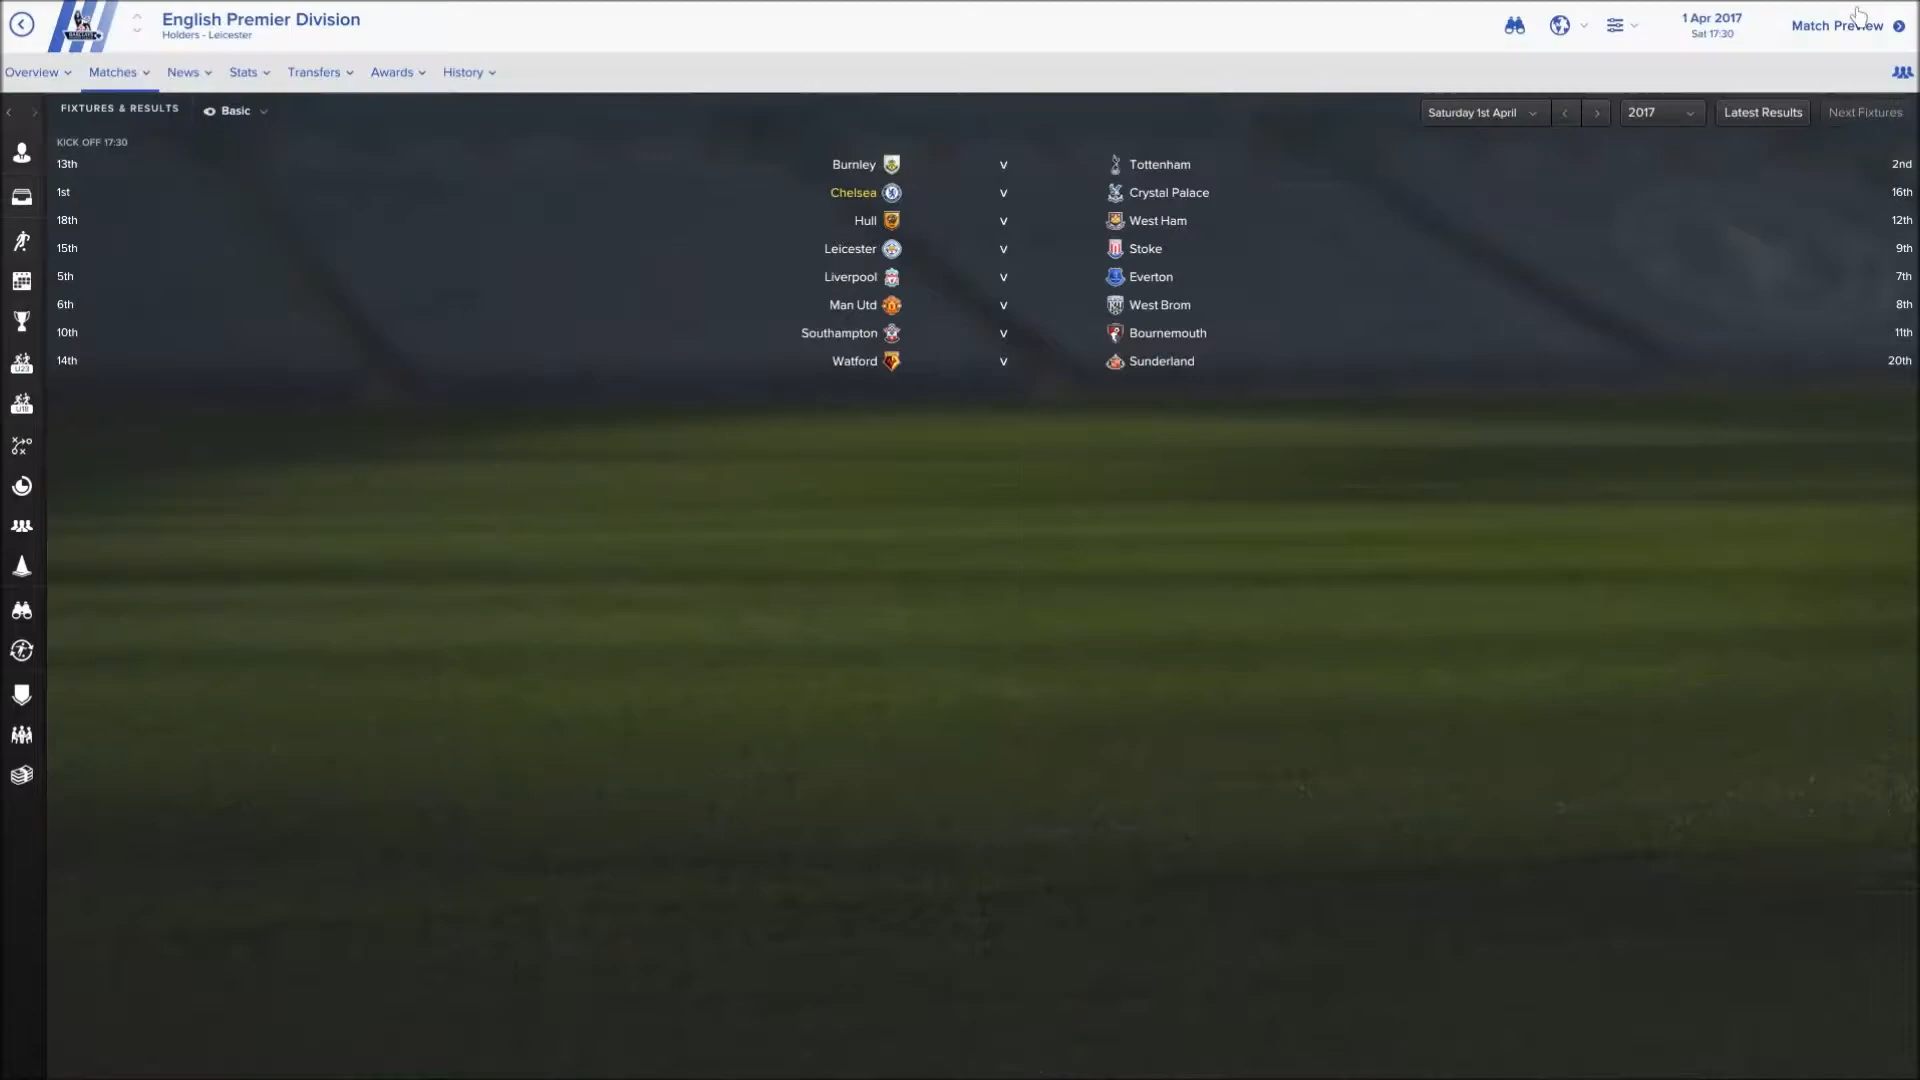 English Premier Division
Holders - Leicester
1 Apr 2017
Sat 17:30
Match Preview
Overview
Matches
News
Stats
Transfers
Awards
History
FIXTURES & RESULTS
Basic
Saturday 1st April
2017
Latest Results
Next Fixtures
KICK OFF 17:30
13th Burnley v Tottenham 2nd
1st Chelsea v Crystal Palace 16th
18th Hull v West Ham 12th
15th Leicester v Stoke 9th
5th Liverpool v Everton 7th
6th Man Utd v West Brom 8th
10th Southampton v Bournemouth 11th
14th Watford v Sunderland 20th
U23
U18